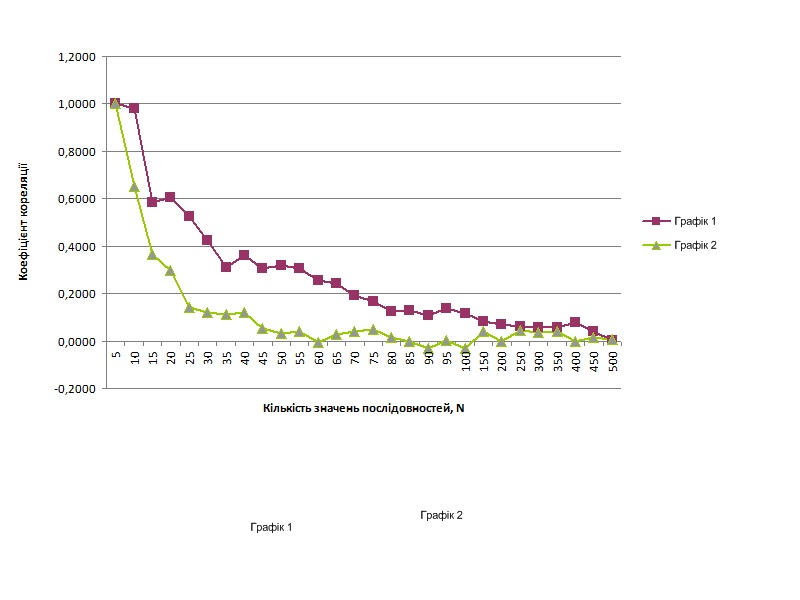 1,2000
1,0000
0,8000
0,6000
0,4000
0,2000
0,0000
-0,2000
Коефіцієнт кореляції
5 10 15 20 25 30 35 40 45 50 55 60 65 70 75 80 85 90 95 100 150 200 250 300 350 400 450 500
Кількість значень послідовностей, N
Графік 1
Графік 2
Графік 2
Графік 1